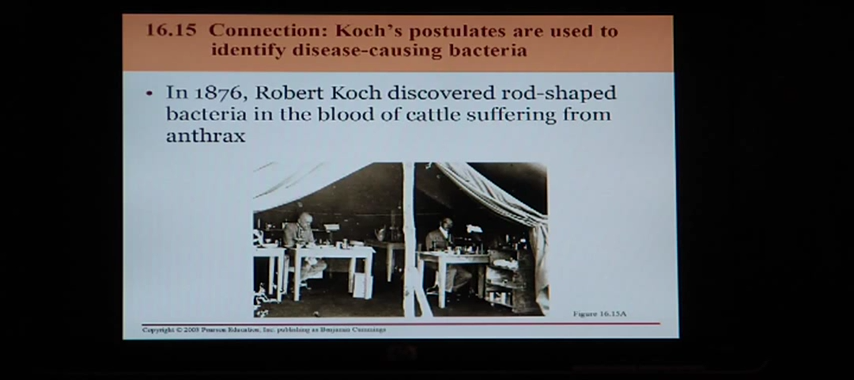 16.15 Connection: Koch's postulates are used to
identify disease-causing bacteria
• In 1876, Robert Koch discovered rod-shaped
bacteria in the blood of cattle suffering from
anthrax
Figure 16.15A
Copyright © 2003 Pearson Education, Inc. publishing as Benjamin Cummings